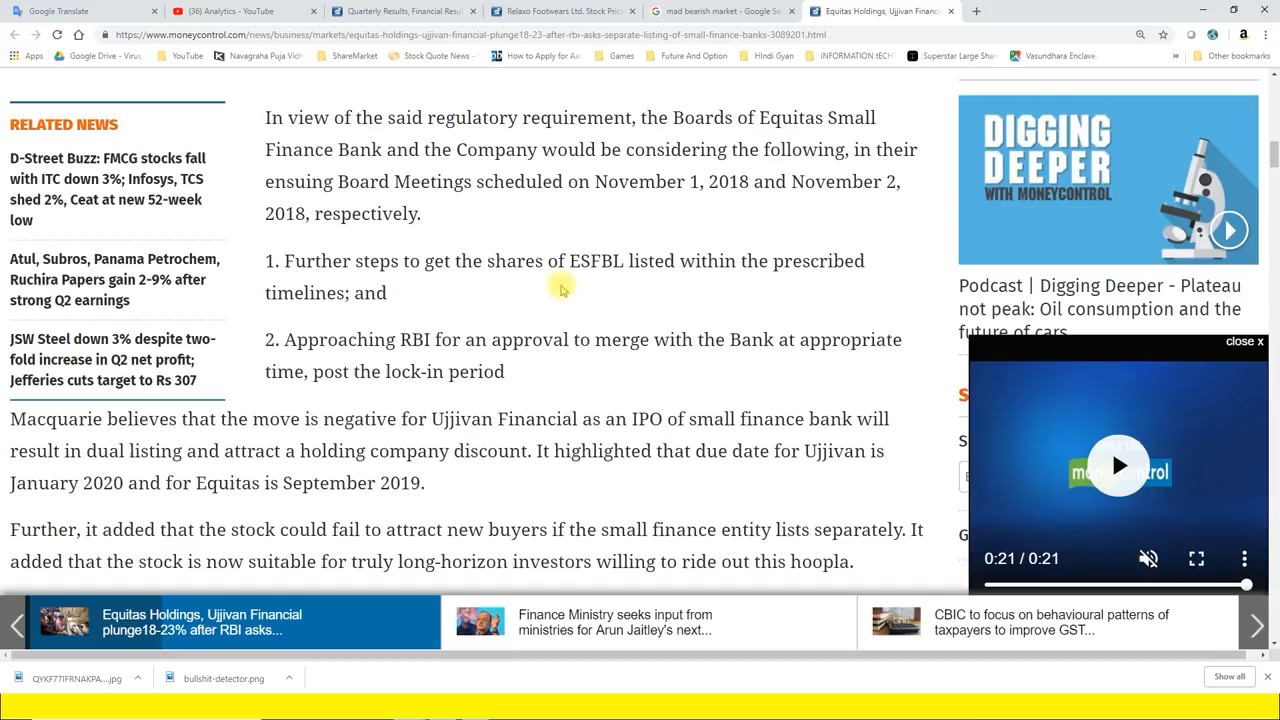 Google Translate
(36) Analytics - YouTube
Quarterly Results, Financial Resu
Relaxo Footwears Ltd. Stock Pric
mad bearish market - Google Se
Equitas Holdings, Ujjivan Financi
https://www.moneycontrol.com/news/business/markets/equitas-holdings-ujjivan-financial-plunge18-23-after-rbi-asks-separate-listing-of-small-finance-banks-3089201.html
Apps
Google Drive - Virus
YouTube
Navagraha Puja Vidh
ShareMarket
Stock Quote News -
How to Apply for Aad
Games
Future And Option
HIndi Gyan
iNFORMATION tECH
Superstar Large Shar
Vasundhara Enclave.
»
Other bookmarks
RELATED NEWS
D-Street Buzz: FMCG stocks fall
with ITC down 3%; Infosys, TCS
shed 2%, Ceat at new 52-week
low
Atul, Subros, Panama Petrochem,
Ruchira Papers gain 2-9% after
strong Q2 earnings
JSW Steel down 3% despite two-
fold increase in Q2 net profit;
Jefferies cuts target to Rs 307
In view of the said regulatory requirement, the Boards of Equitas Small
Finance Bank and the Company would be considering the following, in their
ensuing Board Meetings scheduled on November 1, 2018 and November 2,
2018, respectively.
1. Further steps to get the shares of ESFBL listed within the prescribed
timelines; and
2. Approaching RBI for an approval to merge with the Bank at appropriate
time, post the lock-in period
Macquarie believes that the move is negative for Ujjivan Financial as an IPO of small finance bank will
result in dual listing and attract a holding company discount. It highlighted that due date for Ujjivan is
January 2020 and for Equitas is September 2019.
Further, it added that the stock could fail to attract new buyers if the small finance entity lists separately. It
added that the stock is now suitable for truly long-horizon investors willing to ride out this hoopla.
DIGGING
DEEPER
WITH MONEYCONTROL
Podcast | Digging Deeper - Plateau
not peak: Oil consumption and the
future of cars
close x
0:21 / 0:21
Equitas Holdings, Ujjivan Financial
plunge18-23% after RBI asks...
Finance Ministry seeks input from
ministries for Arun Jaitley's next...
CBIC to focus on behavioural patterns of
taxpayers to improve GST...
QYKF77IFRNAKPA....jpg
bullshit-detector.png
Show all